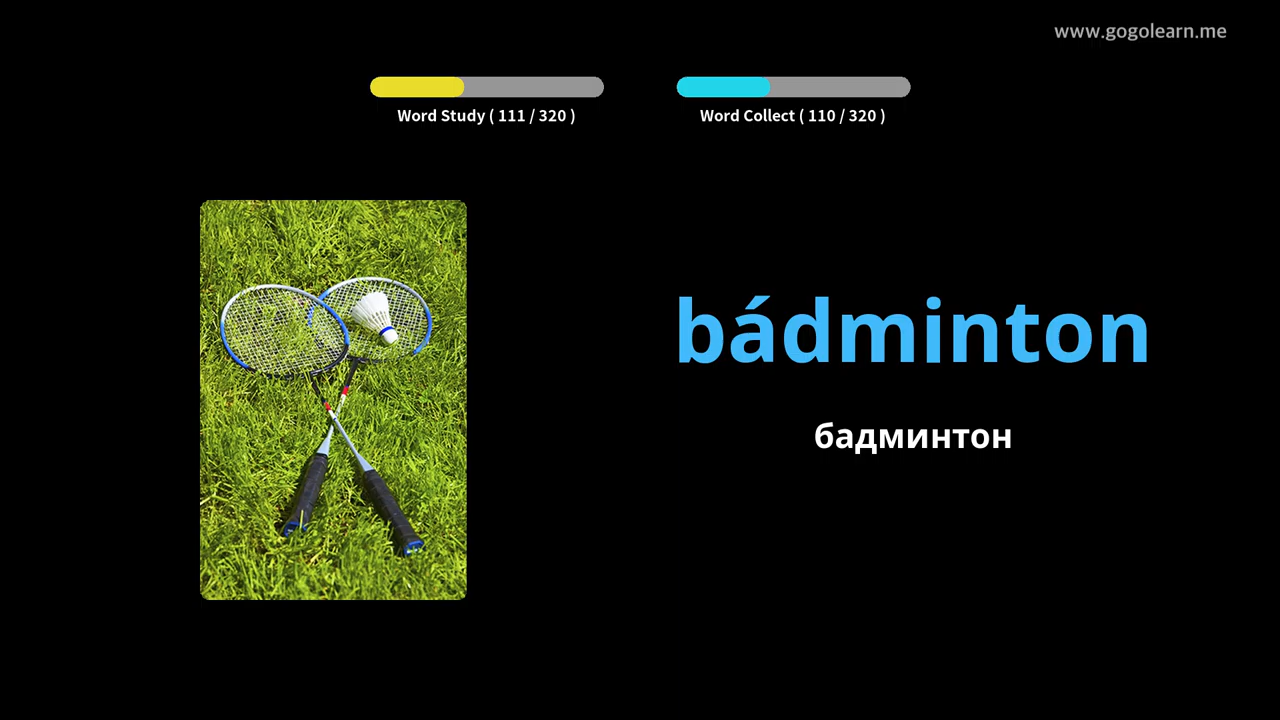 www.gogolearn.me
Word Study ( 111 / 320 )
Word Collect ( 110 / 320 )
bádminton
бадминтон